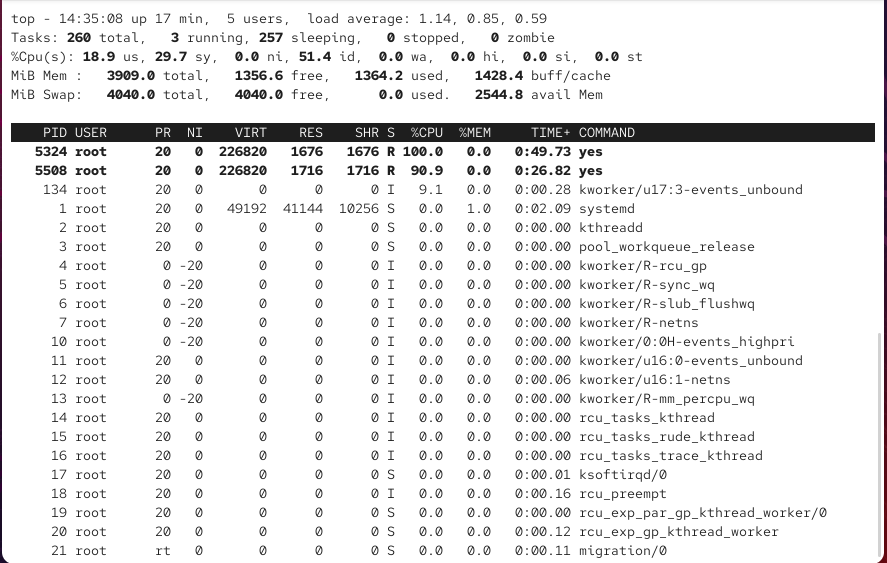 top - 14:35:08 up 17 min,  5 users,  load average: 1.14, 0.85, 0.59
Tasks: 260 total,   3 running, 257 sleeping,   0 stopped,   0 zombie
%Cpu(s): 18.9 us, 29.7 sy,  0.0 ni, 51.4 id,  0.0 wa,  0.0 hi,  0.0 si,  0.0 st
MiB Mem :   3909.0 total,   1356.6 free,   1364.2 used,   1428.4 buff/cache
MiB Swap:   4040.0 total,   4040.0 free,      0.0 used.   2544.8 avail Mem
PID USER      PR  NI    VIRT    RES    SHR S  %CPU  %MEM     TIME+ COMMAND
5324 root      20   0  226820   1676   1676 R 100.0   0.0   0:49.73 yes
5508 root      20   0  226820   1716   1716 R  90.9   0.0   0:26.82 yes
134 root      20   0       0      0      0 I   9.1   0.0   0:00.28 kworker/u17:3-events_unbound
1 root      20   0   49192  41144  10256 S   0.0   1.0   0:02.09 systemd
2 root      20   0       0      0      0 S   0.0   0.0   0:00.00 kthreadd
3 root      20   0       0      0      0 S   0.0   0.0   0:00.00 pool_workqueue_release
4 root       0 -20       0      0      0 I   0.0   0.0   0:00.00 kworker/R-rcu_gp
5 root       0 -20       0      0      0 I   0.0   0.0   0:00.00 kworker/R-sync_wq
6 root       0 -20       0      0      0 I   0.0   0.0   0:00.00 kworker/R-slub_flushwq
7 root       0 -20       0      0      0 I   0.0   0.0   0:00.00 kworker/R-netns
10 root       0 -20       0      0      0 I   0.0   0.0   0:00.00 kworker/0:0H-events_highpri
11 root      20   0       0      0      0 I   0.0   0.0   0:00.00 kworker/u16:0-events_unbound
12 root      20   0       0      0      0 I   0.0   0.0   0:00.06 kworker/u16:1-netns
13 root       0 -20       0      0      0 I   0.0   0.0   0:00.00 kworker/R-mm_percpu_wq
14 root      20   0       0      0      0 I   0.0   0.0   0:00.00 rcu_tasks_kthread
15 root      20   0       0      0      0 I   0.0   0.0   0:00.00 rcu_tasks_rude_kthread
16 root      20   0       0      0      0 I   0.0   0.0   0:00.00 rcu_tasks_trace_kthread
17 root      20   0       0      0      0 S   0.0   0.0   0:00.01 ksoftirqd/0
18 root      20   0       0      0      0 I   0.0   0.0   0:00.16 rcu_preempt
19 root      20   0       0      0      0 S   0.0   0.0   0:00.00 rcu_exp_par_gp_kthread_worker/0
20 root      20   0       0      0      0 S   0.0   0.0   0:00.12 rcu_exp_gp_kthread_worker
21 root      rt   0       0      0      0 S   0.0   0.0   0:00.11 migration/0